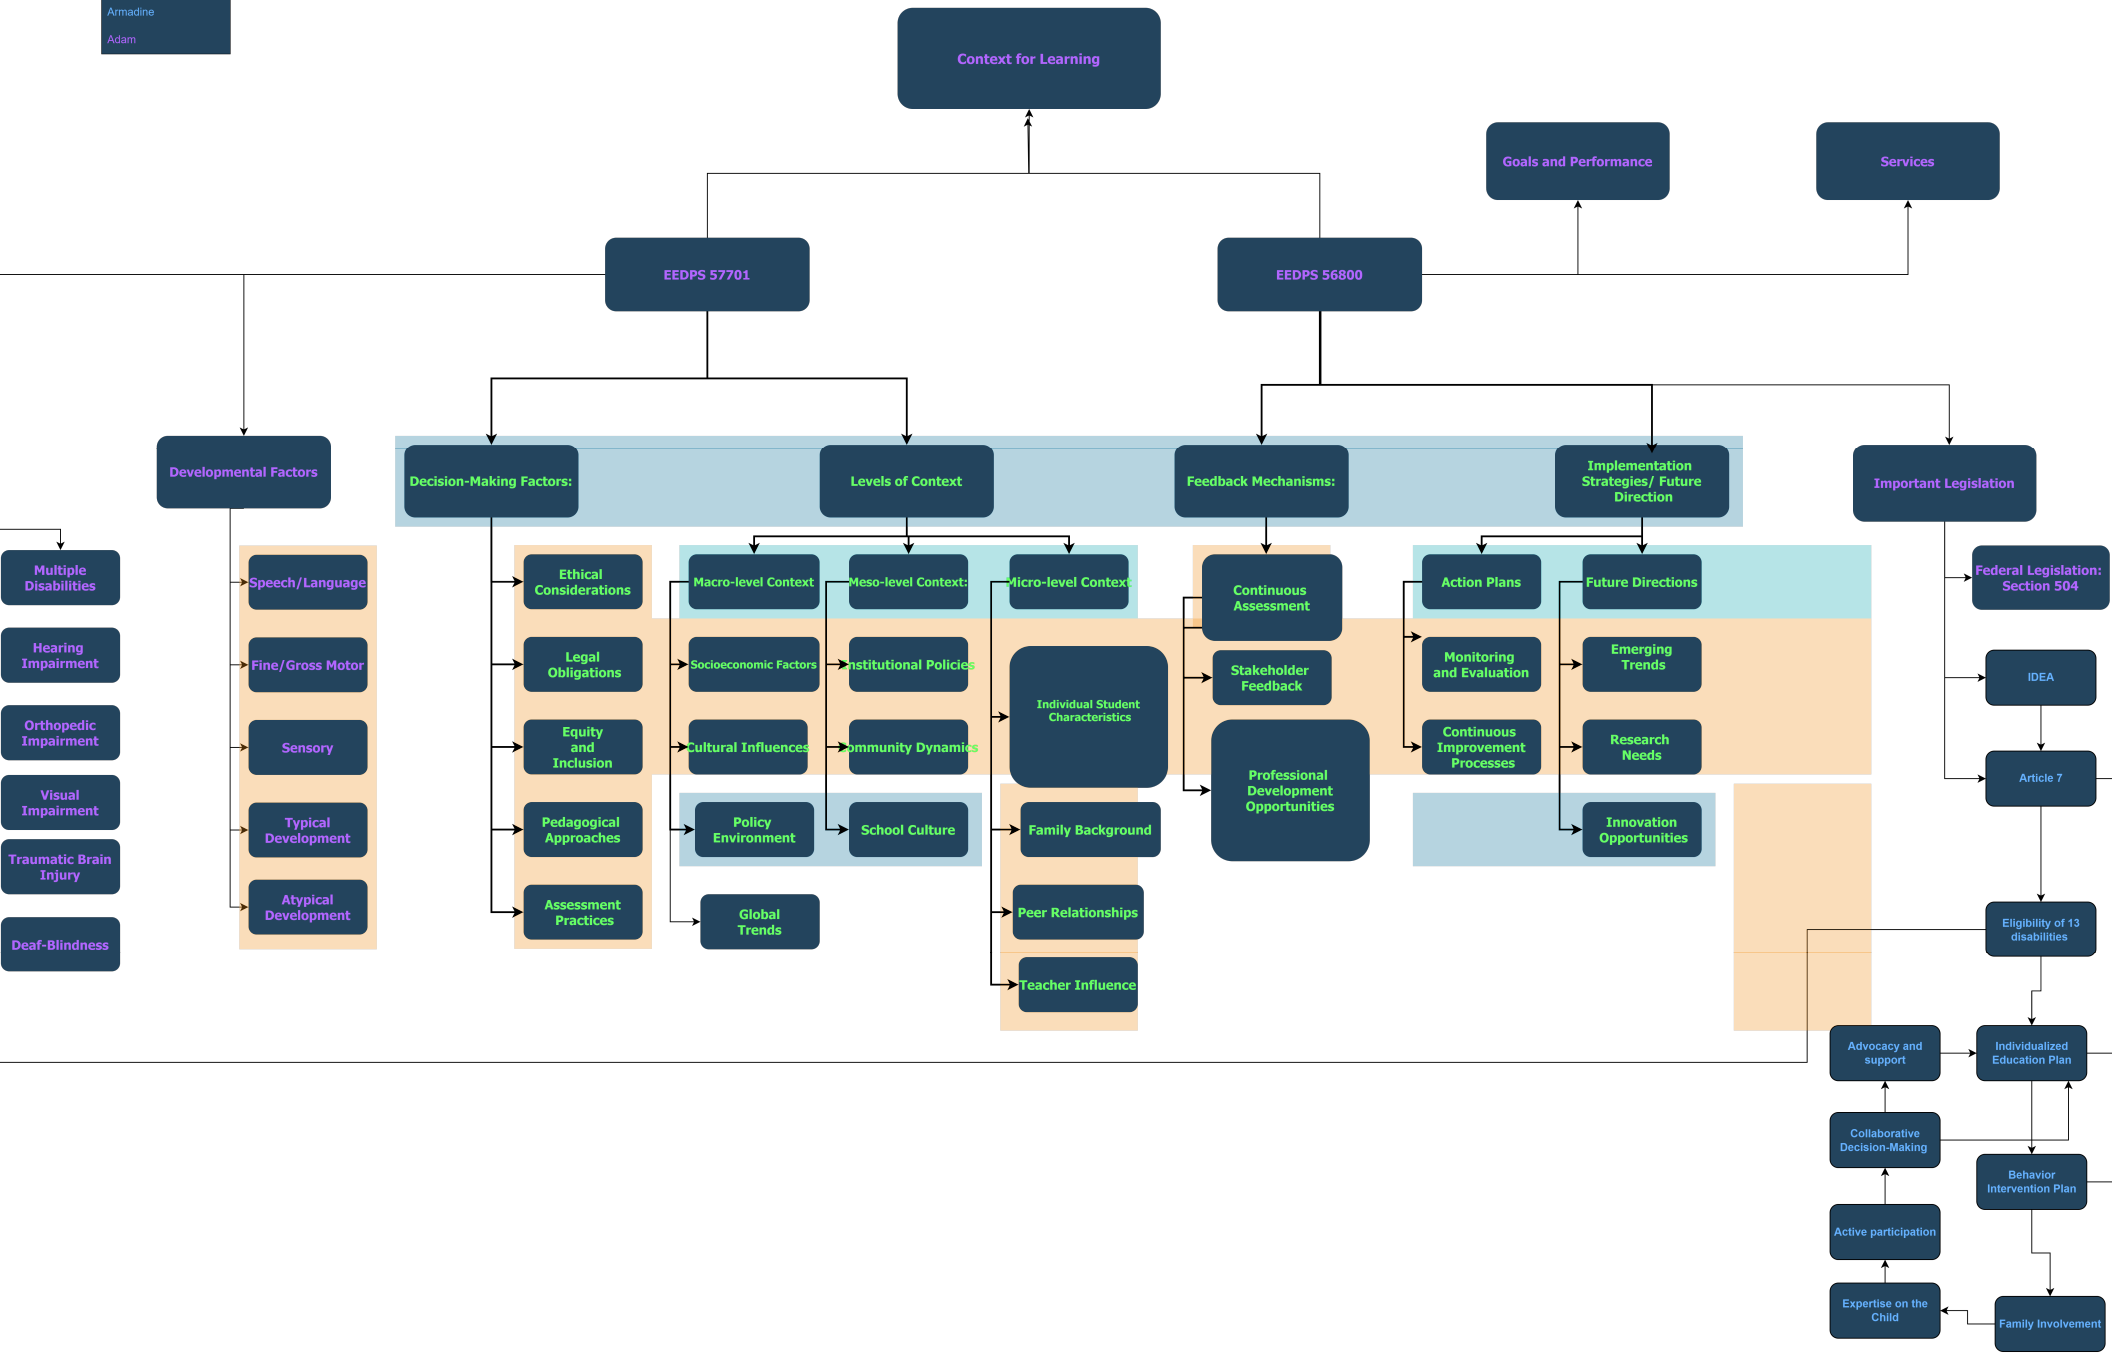 Armadine
Adam
Context for Learning
Goals and Performance
Services
EEDPS 57701
EEDPS 56800
Developmental Factors
Decision-Making Factors:
Levels of Context
Feedback Mechanisms:
Implementation
Strategies/ Future
Direction
Important Legislation
Multiple
Disabilities
Hearing
Impairment
Orthopedic
Impairment
Visual
Impairment
Traumatic Brain
Injury
Deaf-Blindness
Speech/Language
Fine/Gross Motor
Sensory
Typical
Development
Atypical
Development
Ethical
Considerations
Legal
Obligations
Equity
and
Inclusion
Pedagogical
Approaches
Assessment
Practices
Macro-level Context
Socioeconomic Factors
Cultural Influences
Policy
Environment
Global
Trends
Meso-level Context:
Institutional Policies
Community Dynamics
School Culture
Micro-level Context
Individual Student
Characteristics
Family Background
Peer Relationships
Teacher Influence
Continuous
Assessment
Stakeholder
Feedback
Professional
Development
Opportunities
Action Plans
Monitoring
and Evaluation
Continuous
Improvement
Processes
Future Directions
Emerging
Trends
Research
Needs
Innovation
Opportunities
Federal Legislation:
Section 504
IDEA
Article 7
Eligibility of 13
disabilities
Advocacy and
support
Individualized
Education Plan
Collaborative
Decision-Making
Behavior
Intervention Plan
Active participation
Expertise on the
Child
Family Involvement